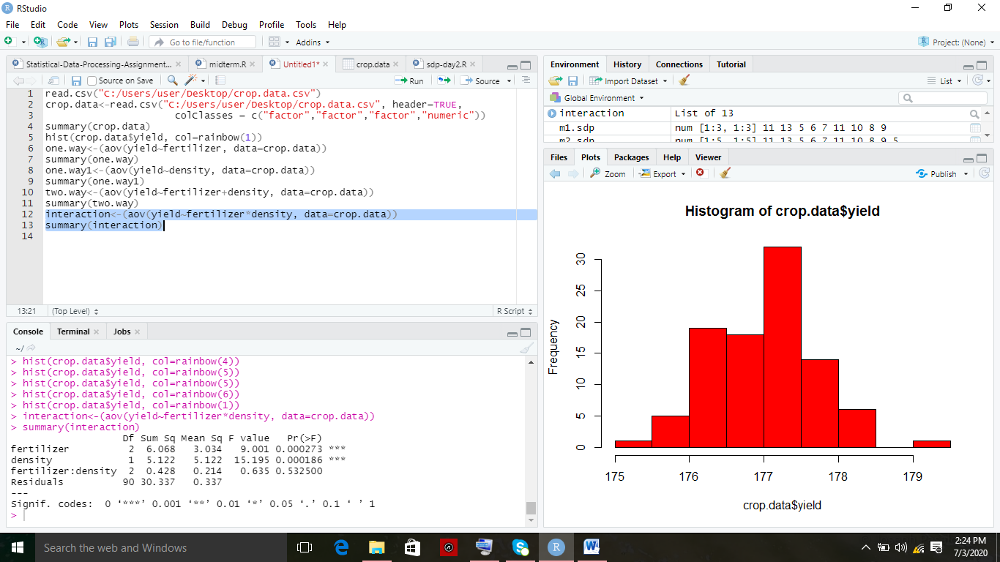 RStudio
File Edit Code View Plots Session Build Debug Profile Tools Help
Go to file/function Addins Project: (None)
Statistical-Data-Processing-Assignment... midterm.R Untitled1* crop.data sdp-day2.R
Source on Save Run Source
1 read.csv("C:/Users/user/Desktop/crop.data.csv")
2 crop.data<-read.csv("C:/Users/user/Desktop/crop.data.csv", header=TRUE,
3 colClasses = c("factor","factor","factor","numeric"))
4 summary(crop.data)
5 hist(crop.data$yield, col=rainbow(1))
6 one.way<-(aov(yield~fertilizer, data=crop.data))
7 summary(one.way)
8 one.way1<-(aov(yield~density, data=crop.data))
9 summary(one.way1)
10 two.way<-(aov(yield~fertilizer+density, data=crop.data))
11 summary(two.way)
12 interaction<-(aov(yield~fertilizer*density, data=crop.data))
13 summary(interaction)
14
13:21 (Top Level) R Script
Console Terminal Jobs
~/
> hist(crop.data$yield, col=rainbow(4))
> hist(crop.data$yield, col=rainbow(5))
> hist(crop.data$yield, col=rainbow(5))
> hist(crop.data$yield, col=rainbow(6))
> hist(crop.data$yield, col=rainbow(1))
> interaction<-(aov(yield~fertilizer*density, data=crop.data))
> summary(interaction)
Df Sum Sq Mean Sq F value Pr(>F)
fertilizer 2 6.068 3.034 9.001 0.000273 ***
density 1 5.122 5.122 15.195 0.000186 ***
fertilizer:density 2 0.428 0.214 0.635 0.532500
Residuals 90 30.337 0.337
---
Signif. codes: 0 ‘***’ 0.001 ‘**’ 0.01 ‘*’ 0.05 ‘.’ 0.1 ‘ ’ 1
>
Environment History Connections Tutorial
Import Dataset List
Global Environment
interaction List of 13
m1.sdp num [1:3, 1:3] 11 13 5 6 7 11 10 8 9
m2.sdp num [1:5, 1:5] 11 13 5 6 7 11 10 8 9 5
Files Plots Packages Help Viewer
Zoom Export Publish
Histogram of crop.data$yield
Frequency
30
25
20
15
10
5
0
175 176 177 178 179
crop.data$yield
Search the web and Windows
2:24 PM
7/3/2020